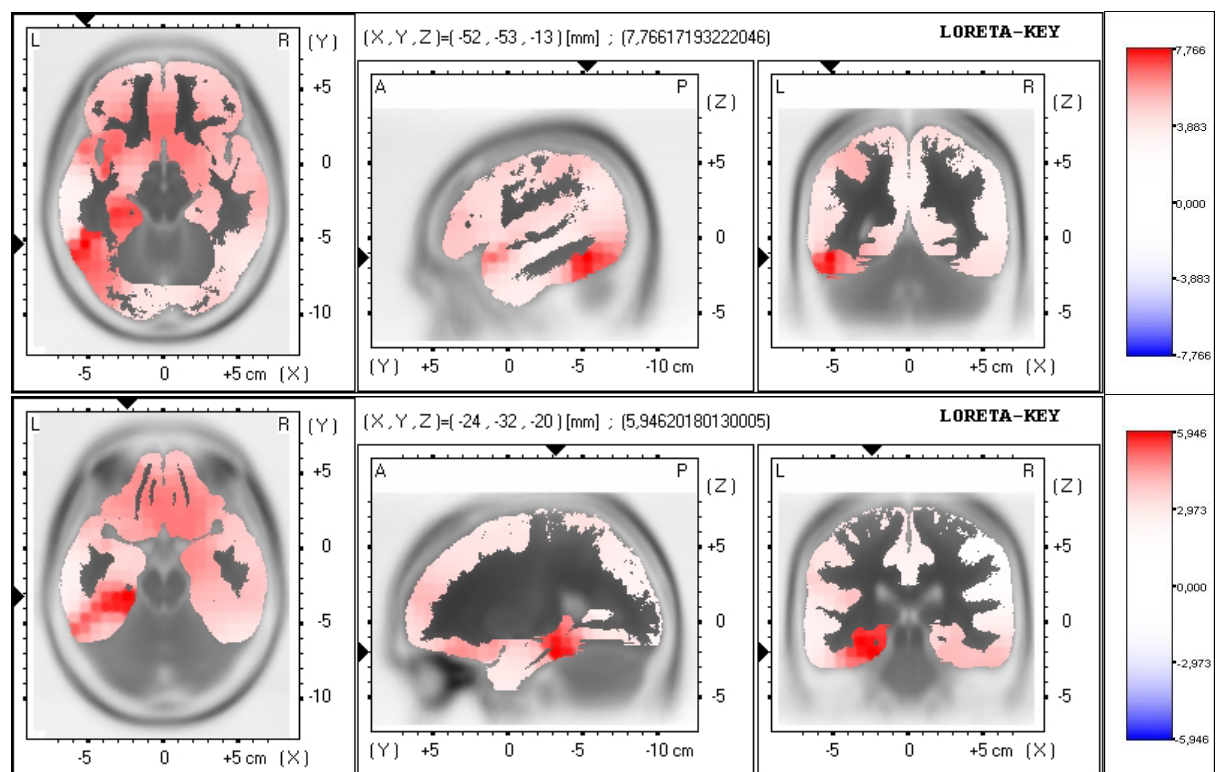 L R (Y)
+5
0
-5
-10
-5 0 +5 cm (X)
(X,Y,Z)=(-52,-53,-13) [mm] ; (7,76617193222046)
LORETA-KEY
A P (Z)
+5
0
-5
(Y) +5 0 -5 -10 cm
L R (Z)
+5
0
-5
-5 0 +5 cm (X)
7,766
3,883
0,000
-3,883
-7,766
L R (Y)
+5
0
-5
-10
-5 0 +5 cm (X)
(X,Y,Z)=(-24,-32,-20) [mm] ; (5,94620180130005)
LORETA-KEY
A P (Z)
+5
0
-5
(Y) +5 0 -5 -10 cm
L R (Z)
+5
0
-5
-5 0 +5 cm (X)
5,946
2,973
0,000
-2,973
-5,946